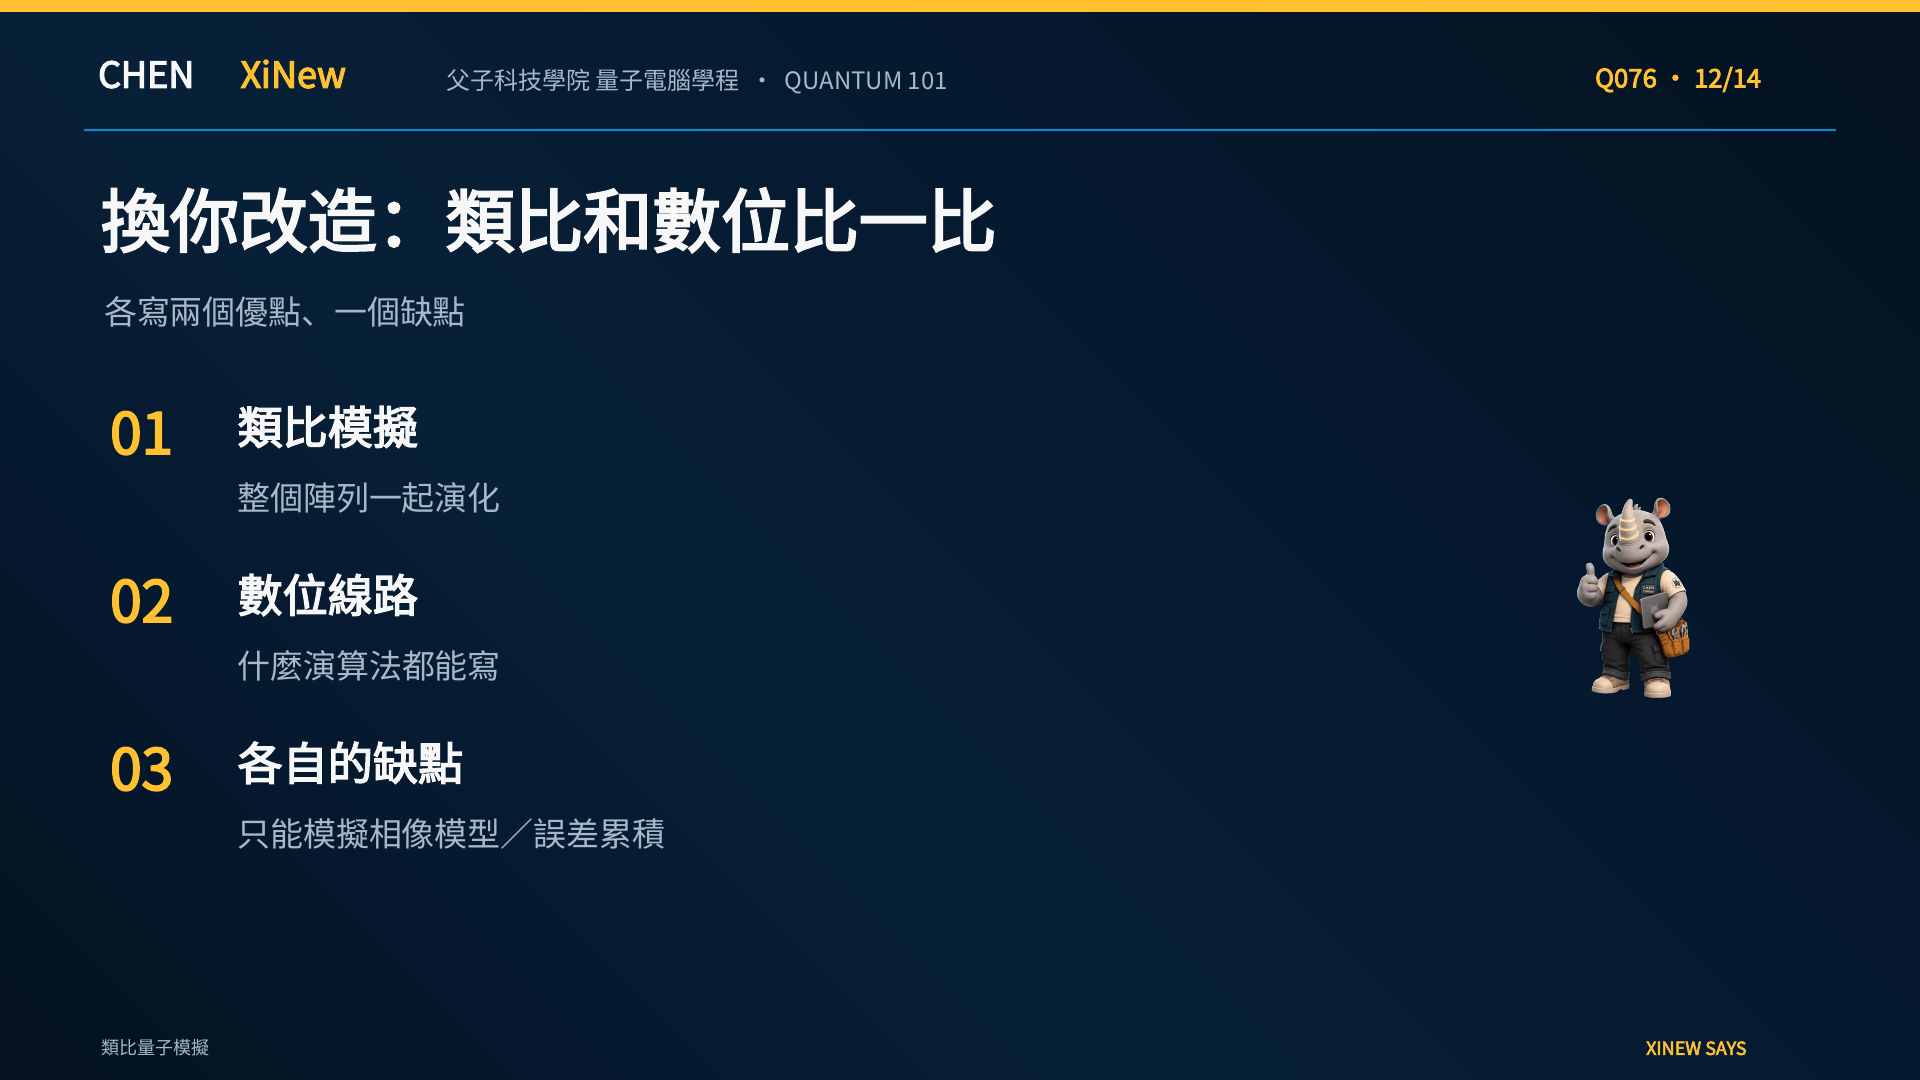 CHEN XiNew 父子科技學院 量子電腦學程 · QUANTUM 101 Q076 · 12/14
換你改造：類比和數位比一比
各寫兩個優點、一個缺點
01 類比模擬
整個陣列一起演化
02 數位線路
什麼演算法都能寫
03 各自的缺點
只能模擬相像模型／誤差累積
類比量子模擬 XINEW SAYS